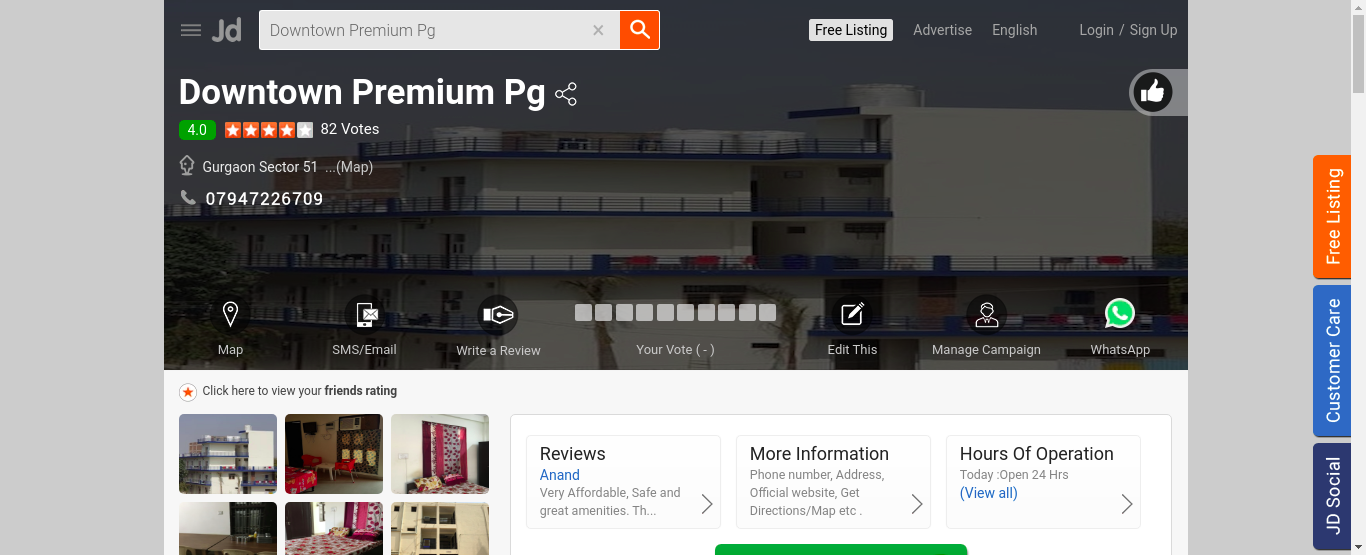 Jd
Downtown Premium Pg
Free Listing
Advertise
English
Login / Sign Up
Downtown Premium Pg
4.0
82 Votes
Gurgaon Sector 51 ...(Map)
07947226709
Map
SMS/Email
Write a Review
Your Vote ( - )
Edit This
Manage Campaign
WhatsApp
Free Listing
Customer Care
JD Social
Click here to view your friends rating
Reviews
Anand
Very Affordable, Safe and
great amenities. Th...
More Information
Phone number, Address,
Official website, Get
Directions/Map etc .
Hours Of Operation
Today :Open 24 Hrs
(View all)